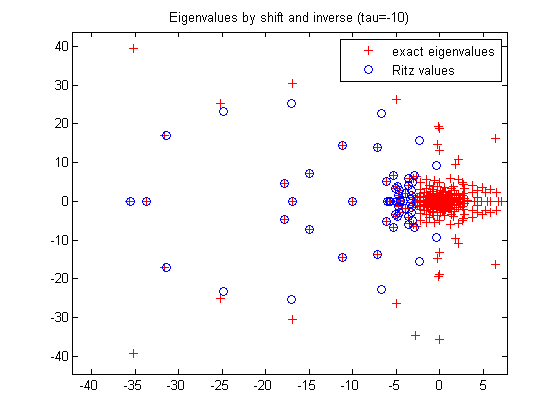 Eigenvalues by shift and inverse (tau=-10)
exact eigenvalues
Ritz values
40
30
20
10
0
-10
-20
-30
-40
-40 -35 -30 -25 -20 -15 -10 -5 0 5